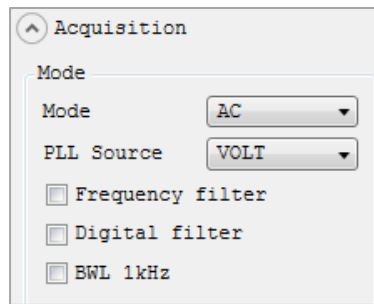 Acquisition
Mode
Mode AC
PLL Source VOLT
Frequency filter
Digital filter
BWL 1kHz